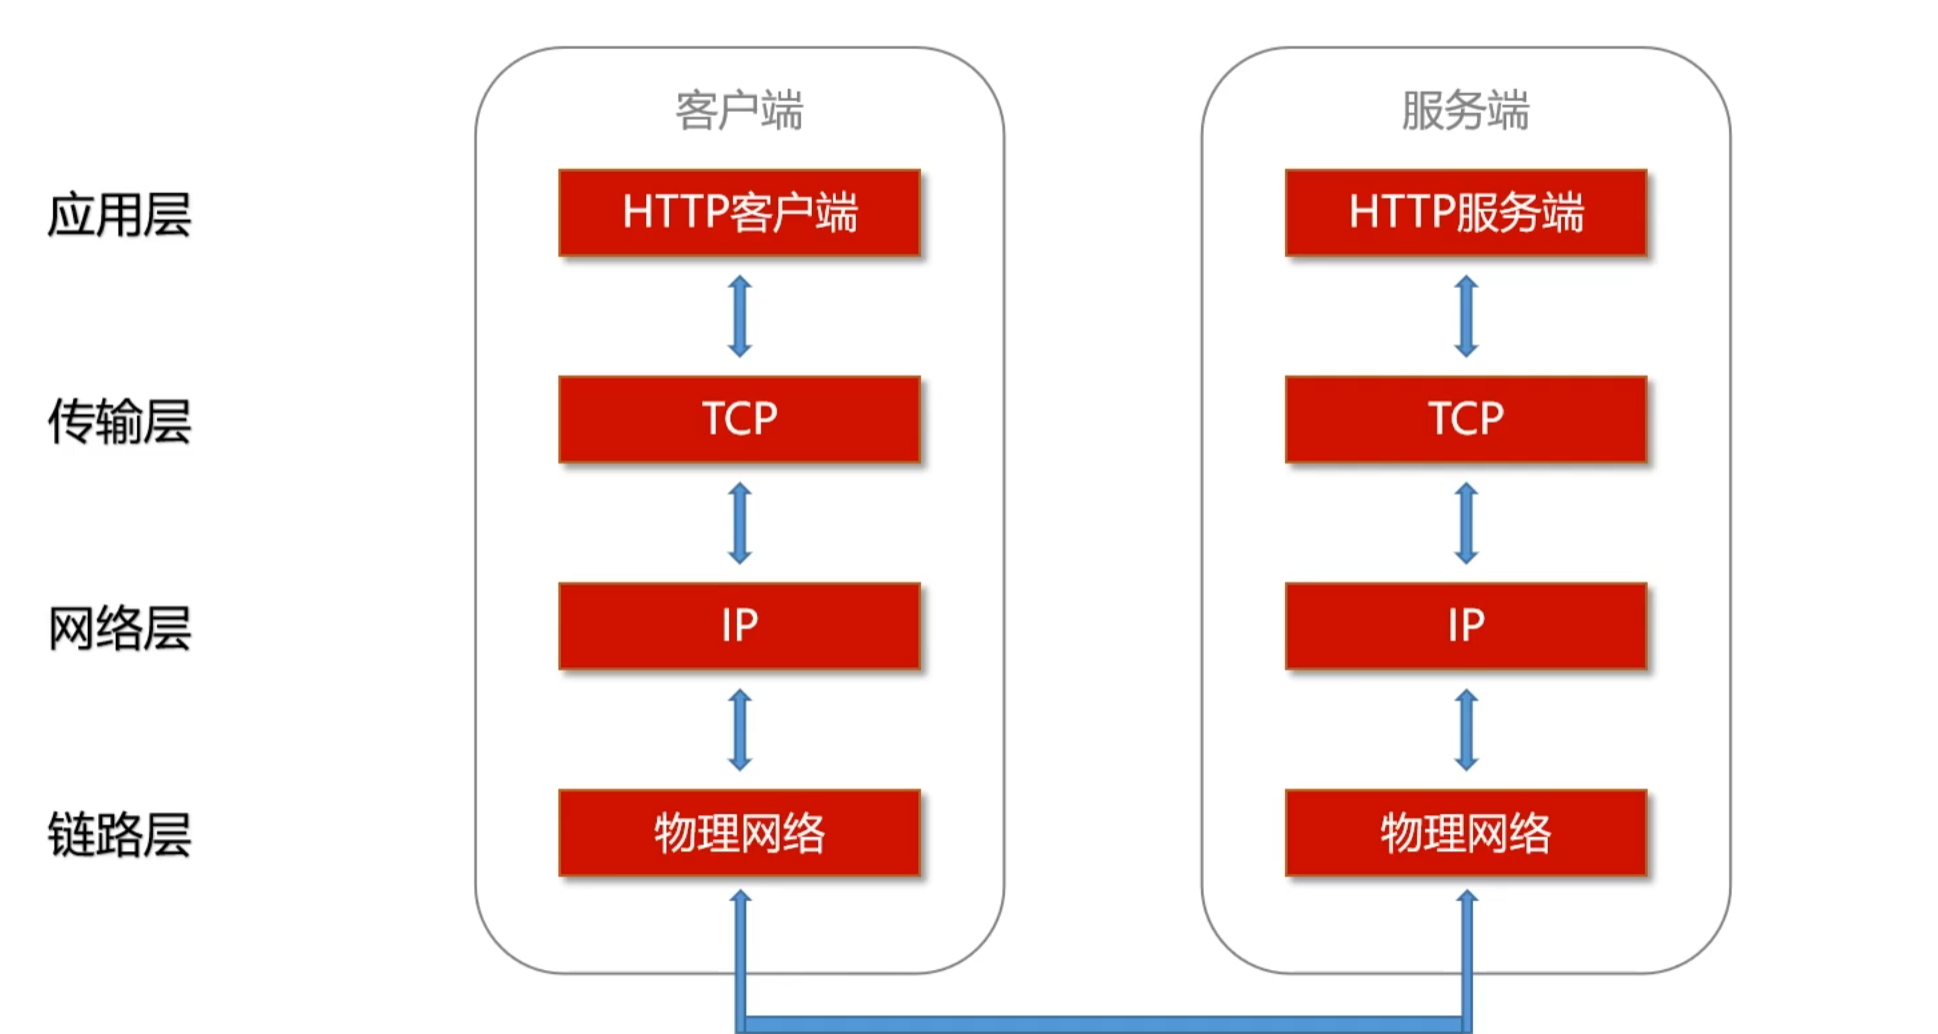 客户端 服务端
应用层 HTTP客户端 HTTP服务端
传输层 TCP TCP
网络层 IP IP
链路层 物理网络 物理网络